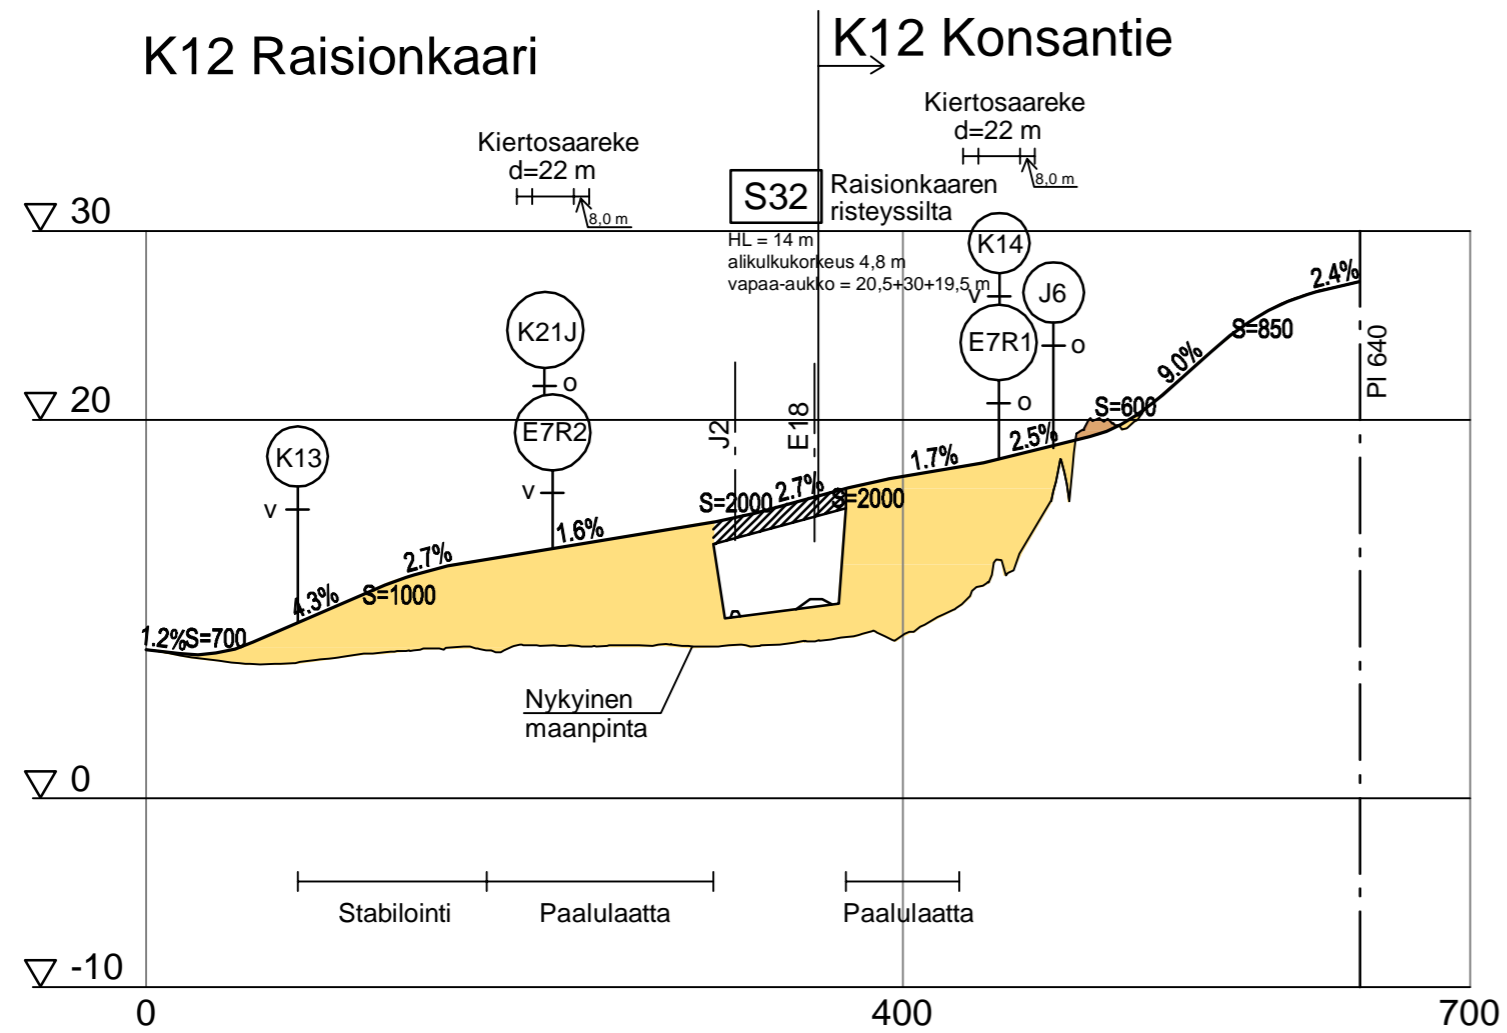 K12 Raisionkaari
K12 Konsantie
Kiertosaareke
d=22 m
8,0 m
Kiertosaareke
d=22 m
8,0 m
S32
Raisionkaaren
risteyssilta
HL = 14 m
alikulkukorkeus 4,8 m
vapaa-aukko = 20,5+30+19,5 m
30
20
0
-10
K13
v
K21J
o
E7R2
v
J2
E18
K14
v
E7R1
o
J6
o
PI 640
1.2%
S=700
4.3%
S=1000
2.7%
1.6%
S=2000
2.7%
S=2000
1.7%
2.5%
S=600
9.0%
S=850
2.4%
Nykyinen
maanpinta
Stabilointi
Paalulaatta
Paalulaatta
0
400
700